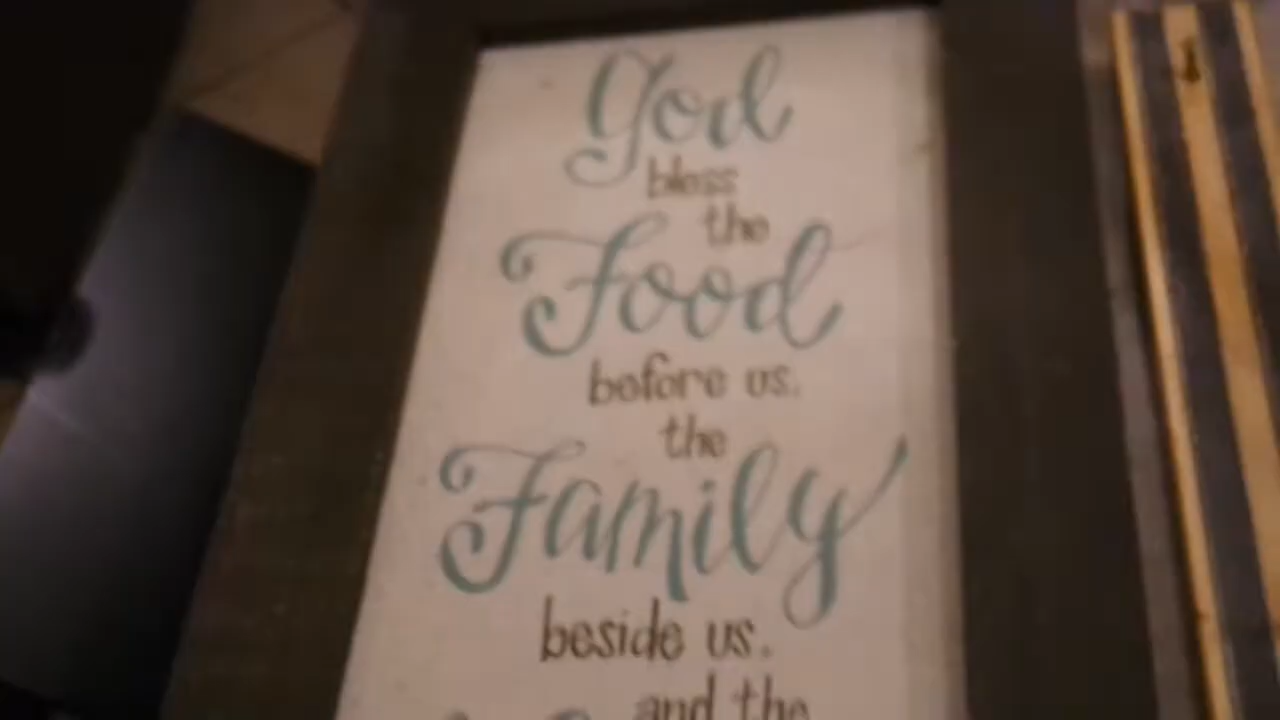 God
bless
the
Food
before us,
the
Family
beside us,
and the